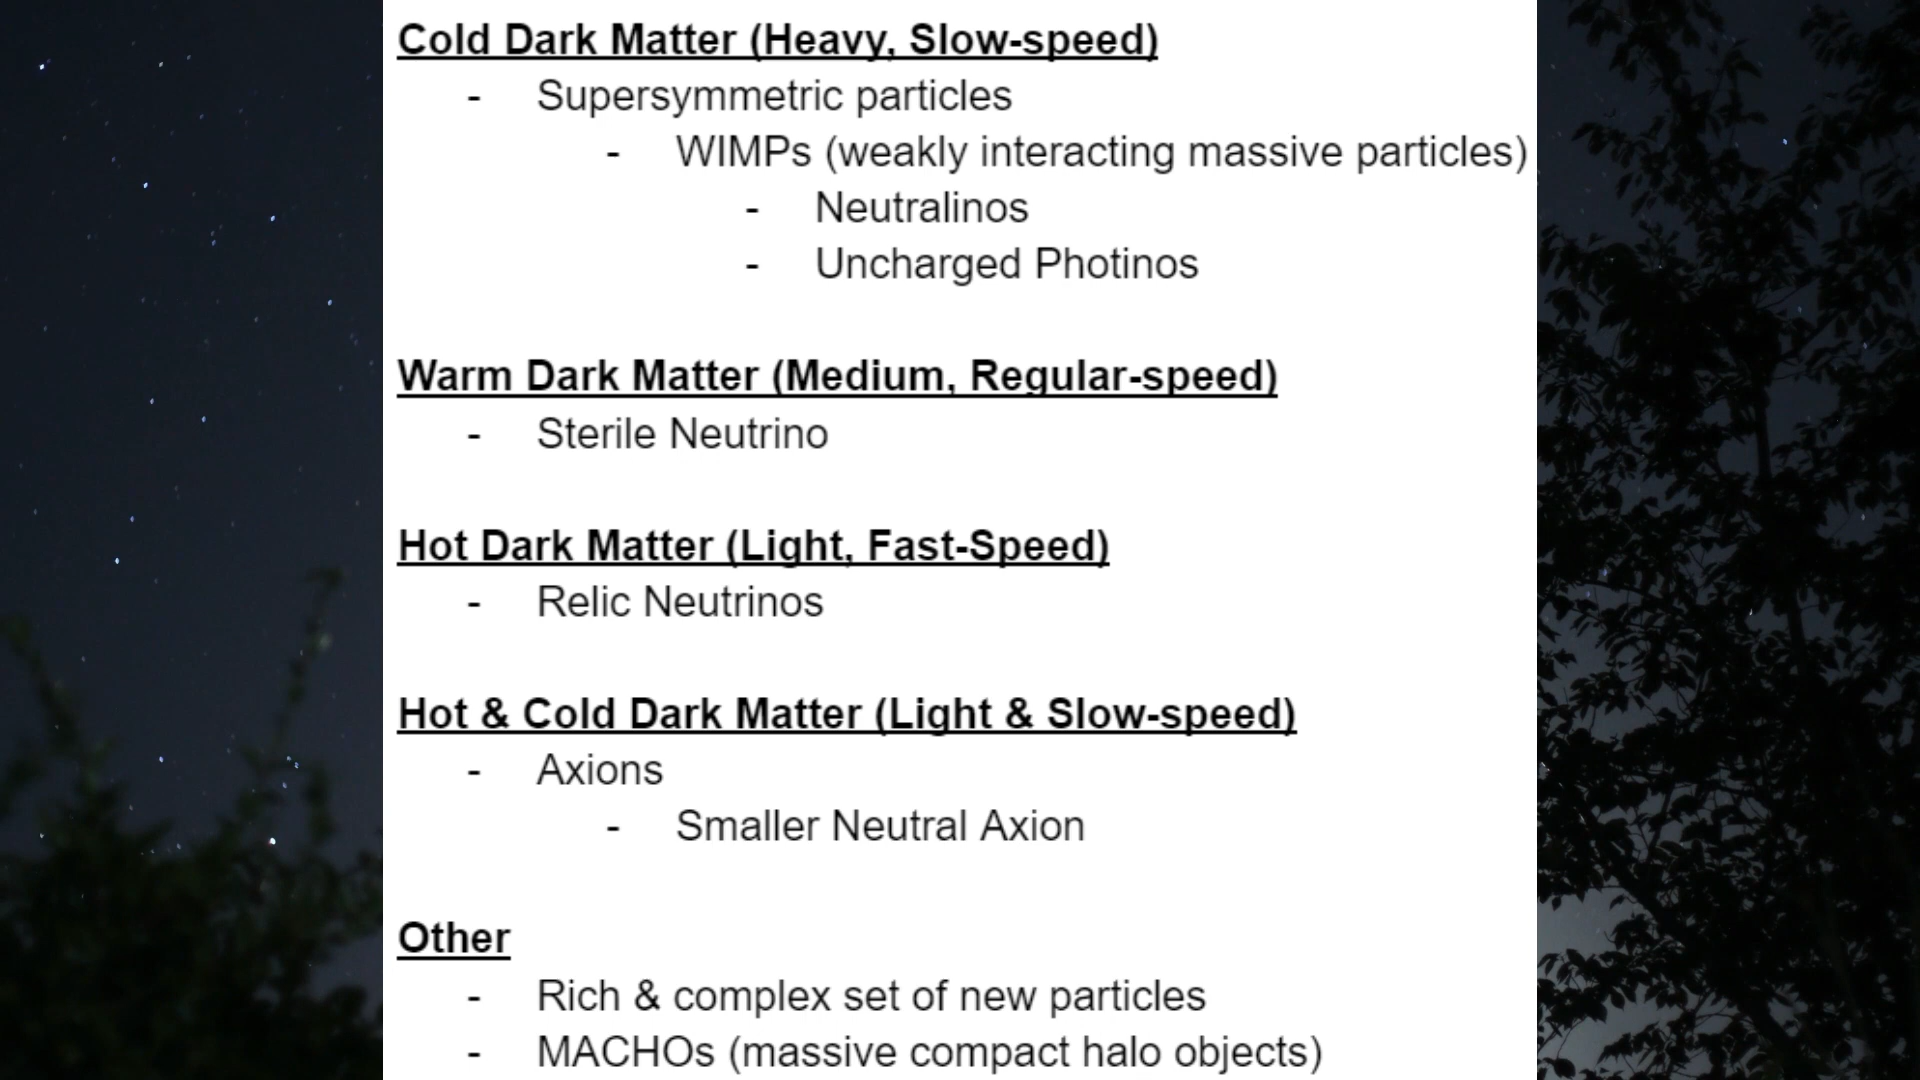 Cold Dark Matter (Heavy, Slow-speed)
- Supersymmetric particles
- WIMPs (weakly interacting massive particles)
- Neutralinos
- Uncharged Photinos
Warm Dark Matter (Medium, Regular-speed)
- Sterile Neutrino
Hot Dark Matter (Light, Fast-Speed)
- Relic Neutrinos
Hot & Cold Dark Matter (Light & Slow-speed)
- Axions
- Smaller Neutral Axion
Other
- Rich & complex set of new particles
- MACHOs (massive compact halo objects)